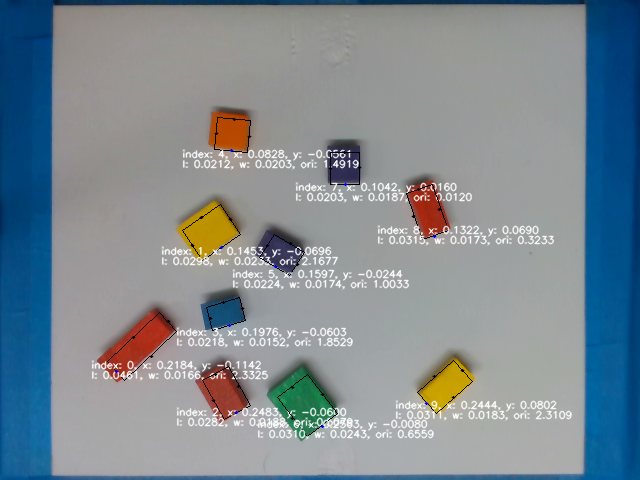 index: 4, x: 0.0828, y: -0.0561
l: 0.0212, w: 0.0203, ori: 1.4919
index: 7, x: 0.1042, y: 0.0160
l: 0.0203, w: 0.0187, ori: 0.0120
index: 8, x: 0.1322, y: 0.0690
l: 0.0315, w: 0.0173, ori: 0.3233
index: 1, x: 0.1453, y: -0.0696
l: 0.0298, w: 0.0233, ori: 2.1677
index: 5, x: 0.1597, y: -0.0244
l: 0.0224, w: 0.0174, ori: 1.0033
index: 3, x: 0.1976, y: -0.0603
l: 0.0218, w: 0.0152, ori: 1.8529
index: 0, x: 0.2184, y: -0.1142
l: 0.0461, w: 0.0166, ori: 2.3325
index: 9, x: 0.2444, y: 0.0802
l: 0.0311, w: 0.0183, ori: 2.3109
index: 2, x: 0.2483, y: -0.0600
l: 0.0282, w:
y: -0.0080
l: 0.0310, w: 0.0243, ori: 0.6559